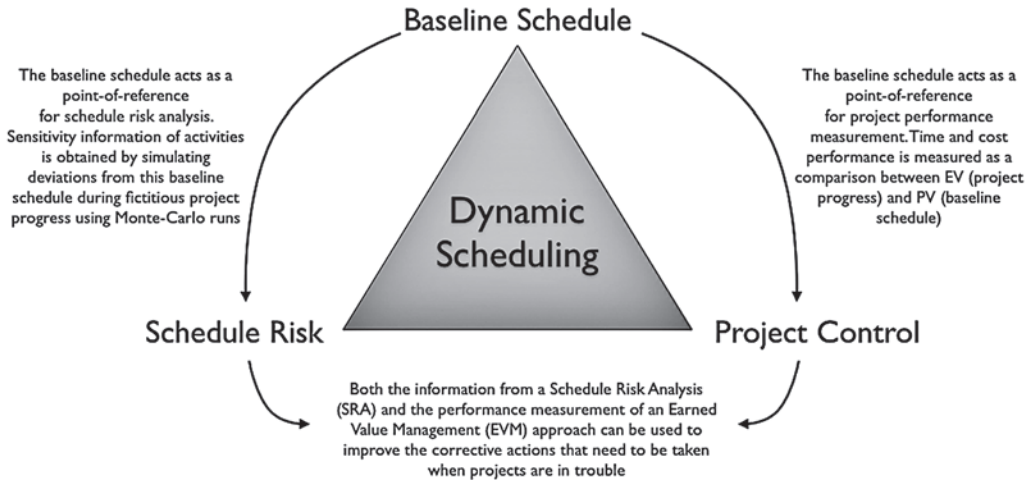 Baseline Schedule
The baseline schedule acts as a
point-of-reference
for schedule risk analysis.
Sensitivity information of activities
is obtained by simulating
deviations from this baseline
schedule during fictitious project
progress using Monte-Carlo runs
The baseline schedule acts as a
point-of-reference
for project performance
measurement. Time and cost
performance is measured as a
comparison between EV (project
progress) and PV (baseline
schedule)
Dynamic
Scheduling
Schedule Risk
Project Control
Both the information from a Schedule Risk Analysis
(SRA) and the performance measurement of an Earned
Value Management (EVM) approach can be used to
improve the corrective actions that need to be taken
when projects are in trouble